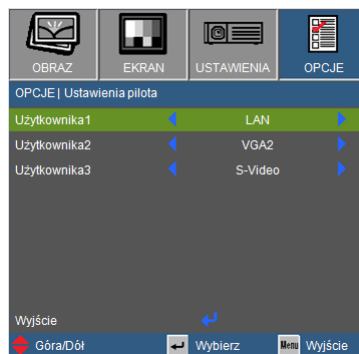 OBRAZ EKRAN USTAWIENIA OPCJE
OPCJE | Ustawienia pilota
Użytkownika1 LAN
Użytkownika2 VGA2
Użytkownika3 S-Video
Wyjście
Góra/Dół Wybierz Menu Wyjście